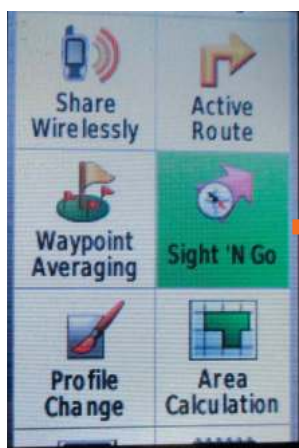 Share
Wirelessly
Active
Route
Waypoint
Averaging
Sight 'N Go
Profile
Change
Area
Calculation